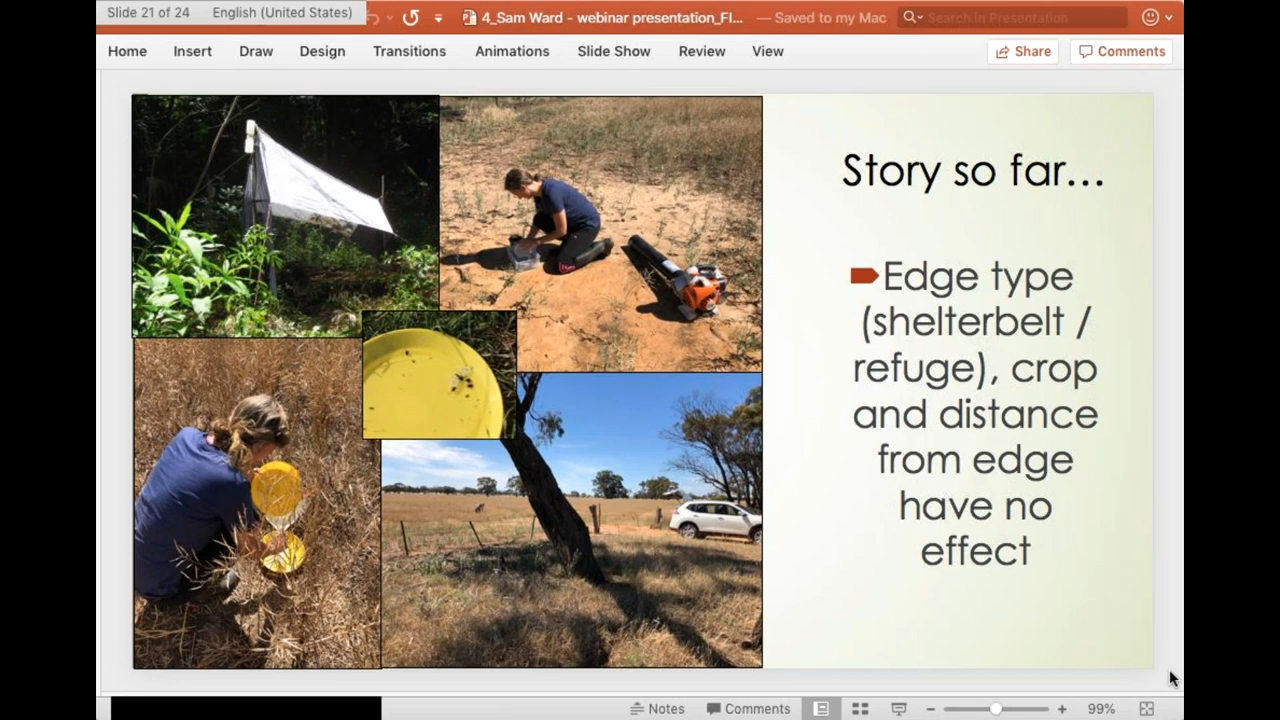 Slide 21 of 24 English (United States)
4_Sam Ward - webinar presentation_Fl... — Saved to my Mac
Search in Presentation
Home Insert Draw Design Transitions Animations Slide Show Review View
Share Comments
Story so far...
Edge type
(shelterbelt /
refuge), crop
and distance
from edge
have no
effect
Notes Comments 99%